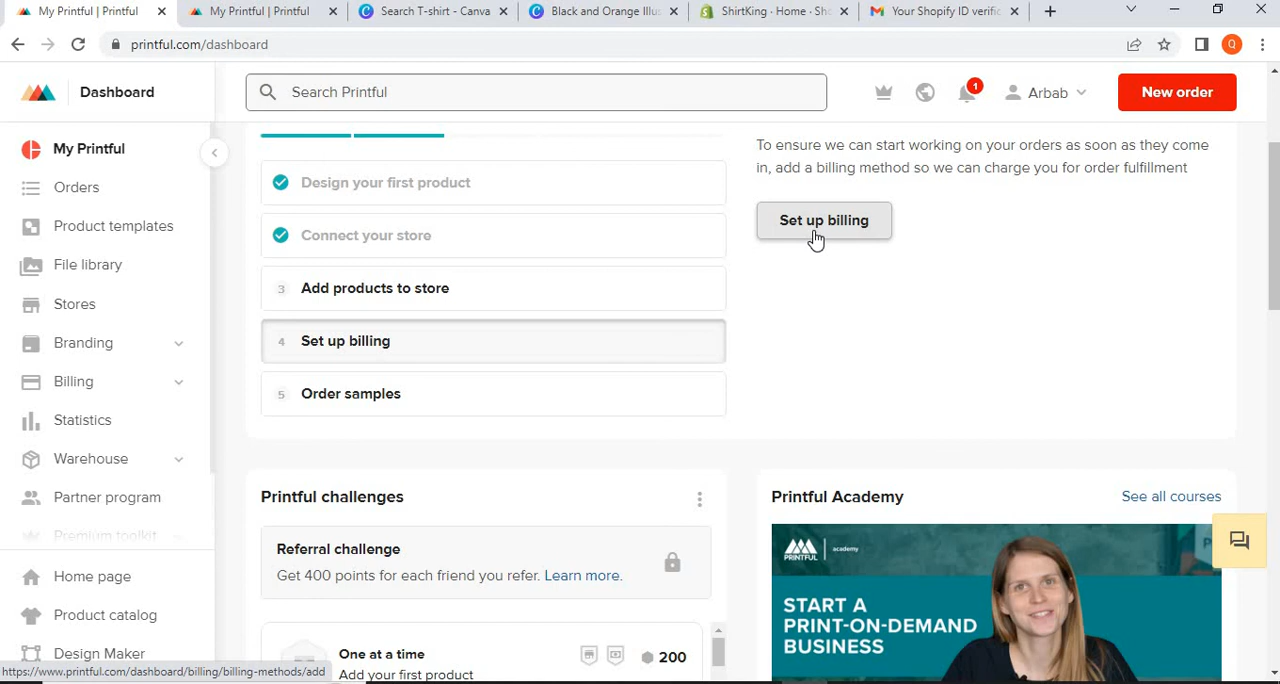 My Printful | Printful
My Printful | Printful
Search T-shirt - Canva
Black and Orange Illus
ShirtKing · Home · Sho
Your Shopify ID verific
printful.com/dashboard
Q
Dashboard
Search Printful
1
Arbab
New order
My Printful
Orders
Product templates
File library
Stores
Branding
Billing
Statistics
Warehouse
Partner program
Premium toolkit
Home page
Product catalog
Design Maker
https://www.printful.com/dashboard/billing/billing-methods/add
Design your first product
Connect your store
3 Add products to store
4 Set up billing
5 Order samples
To ensure we can start working on your orders as soon as they come
in, add a billing method so we can charge you for order fulfillment
Set up billing
Printful challenges
Referral challenge
Get 400 points for each friend you refer. Learn more.
One at a time
Add your first product
200
Printful Academy
See all courses
PRINTFUL academy
START A
PRINT-ON-DEMAND
BUSINESS